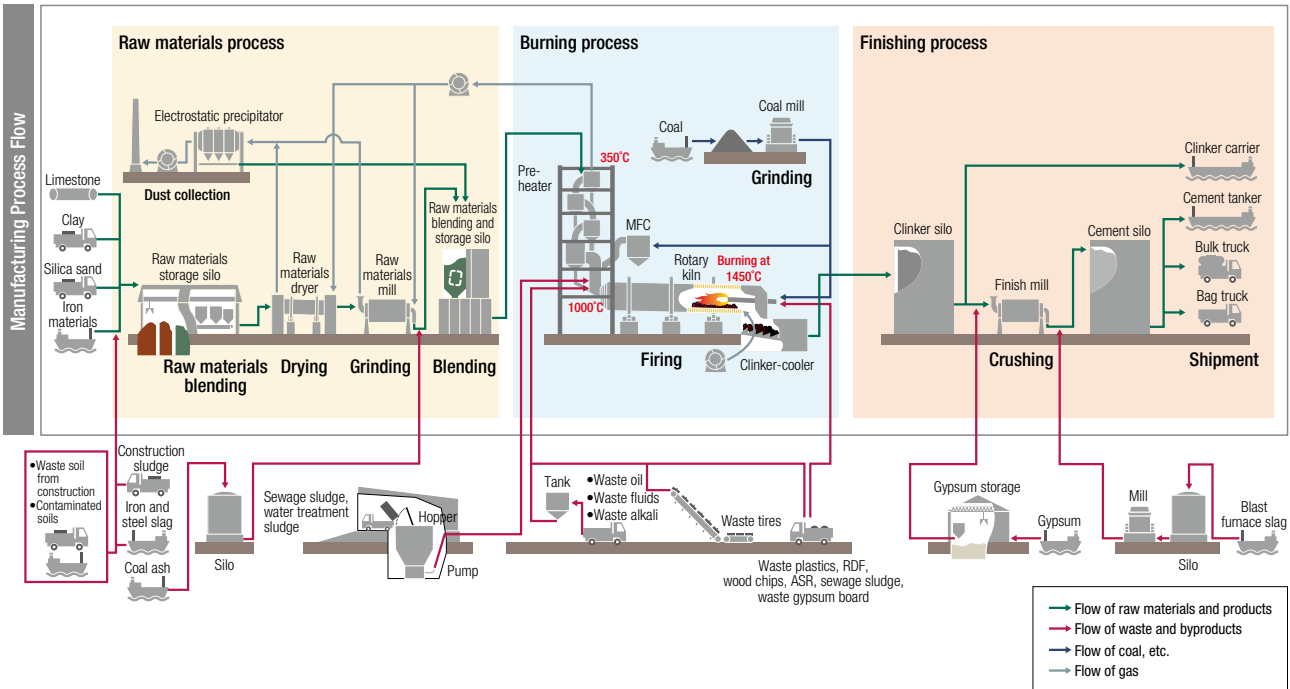 Manufacturing Process Flow
Raw materials process
Electrostatic precipitator
Dust collection
Limestone
Clay
Silica sand
Iron
materials
Raw materials
storage silo
Raw
materials
dryer
Raw
materials
mill
Raw materials
blending and
storage silo
Raw materials
blending
Drying
Grinding
Blending
Burning process
Coal
Coal mill
Grinding
Pre-
heater
350°C
MFC
Rotary
kiln
Burning at
1450°C
1000°C
Firing
Clinker-cooler
Finishing process
Clinker silo
Finish mill
Cement silo
Clinker carrier
Cement tanker
Bulk truck
Bag truck
Crushing
Shipment
•Waste soil
from
construction
•Contaminated
soils
Construction
sludge
Iron and
steel slag
Coal ash
Silo
Sewage sludge,
water treatment
sludge
Hopper
Pump
Tank
•Waste oil
•Waste fluids
•Waste alkali
Waste tires
Waste plastics, RDF,
wood chips, ASR, sewage sludge,
waste gypsum board
Gypsum storage
Gypsum
Mill
Silo
Blast
furnace slag
Flow of raw materials and products
Flow of waste and byproducts
Flow of coal, etc.
Flow of gas